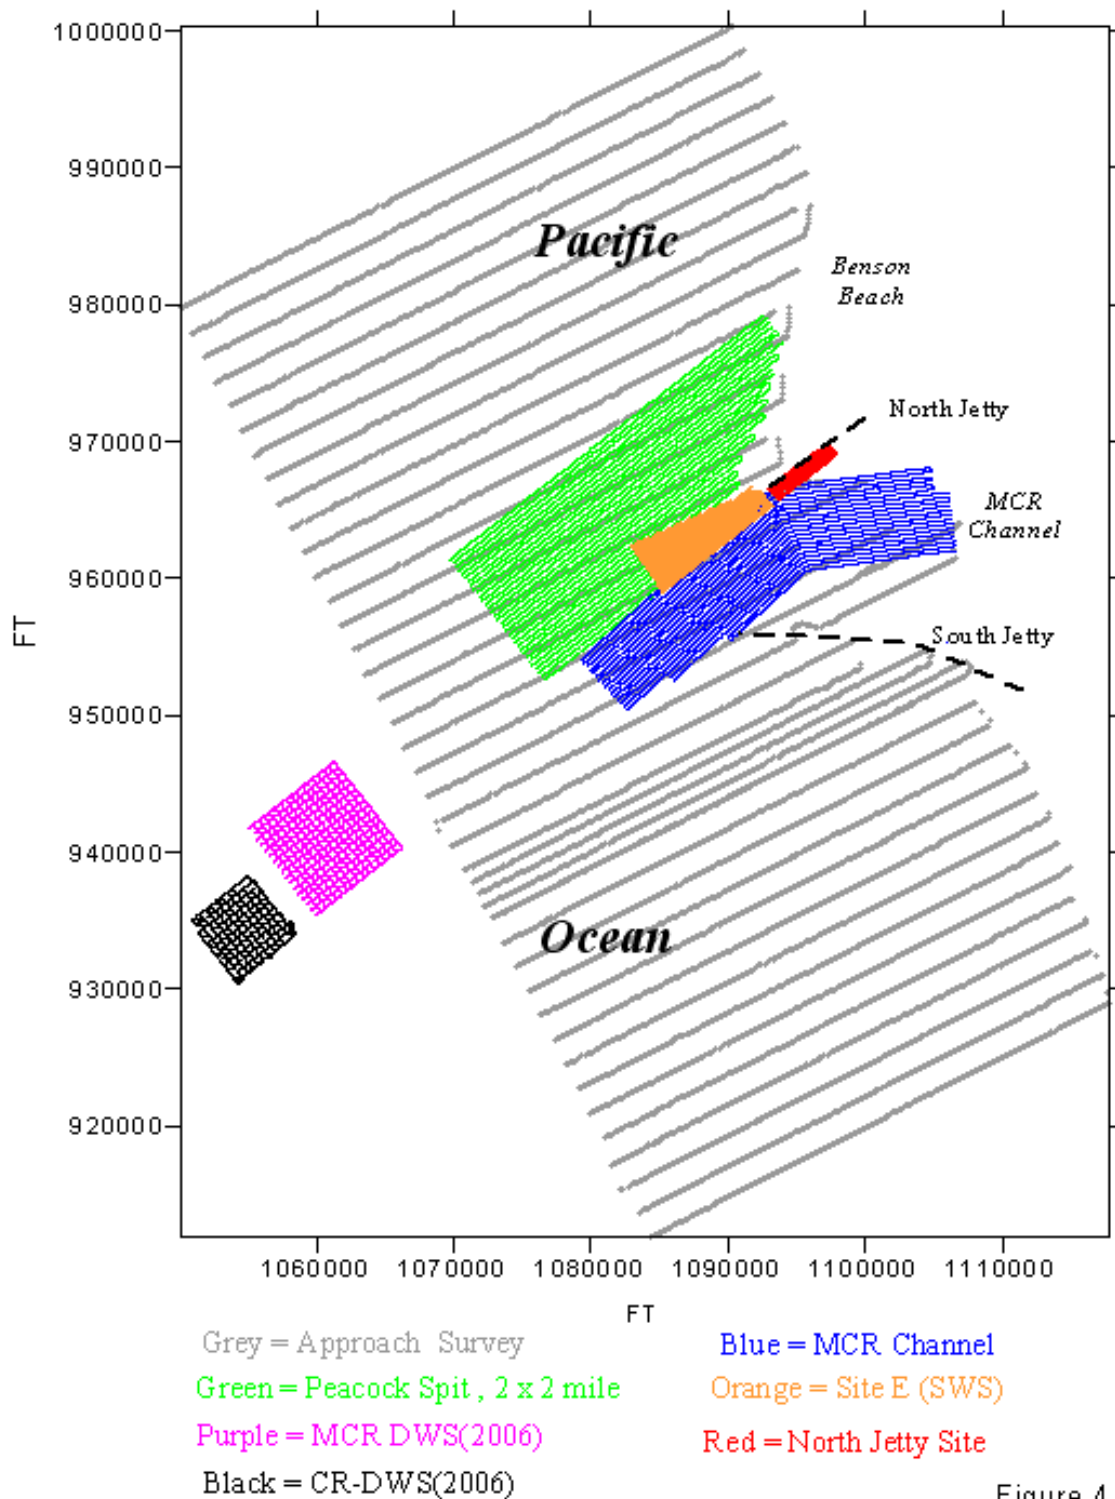 1000000
990000
Pacific
Benson
Beach
980000
North Jetty
970000
MCR
Channel
960000
FT
South Jetty
950000
940000
Ocean
930000
920000
1060000 1070000 1080000 1090000 1100000 1110000
FT
Grey = Approach Survey
Blue = MCR Channel
Green = Peacock Spit , 2 x 2 mile
Orange = Site E (SWS)
Purple = MCR DWS(2006)
Red = North Jetty Site
Black = CR-DWS(2006)
Figure 4